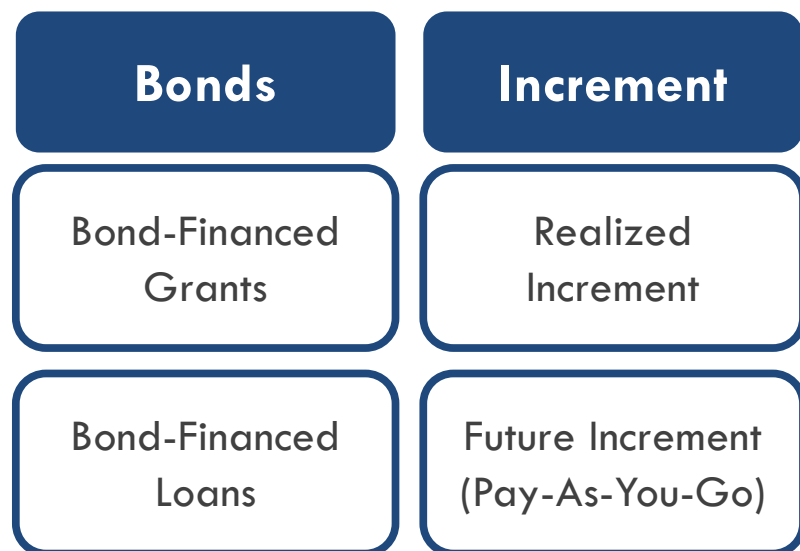 Bonds
Bond-Financed
Grants
Bond-Financed
Loans
Increment
Realized
Increment
Future Increment
(Pay-As-You-Go)